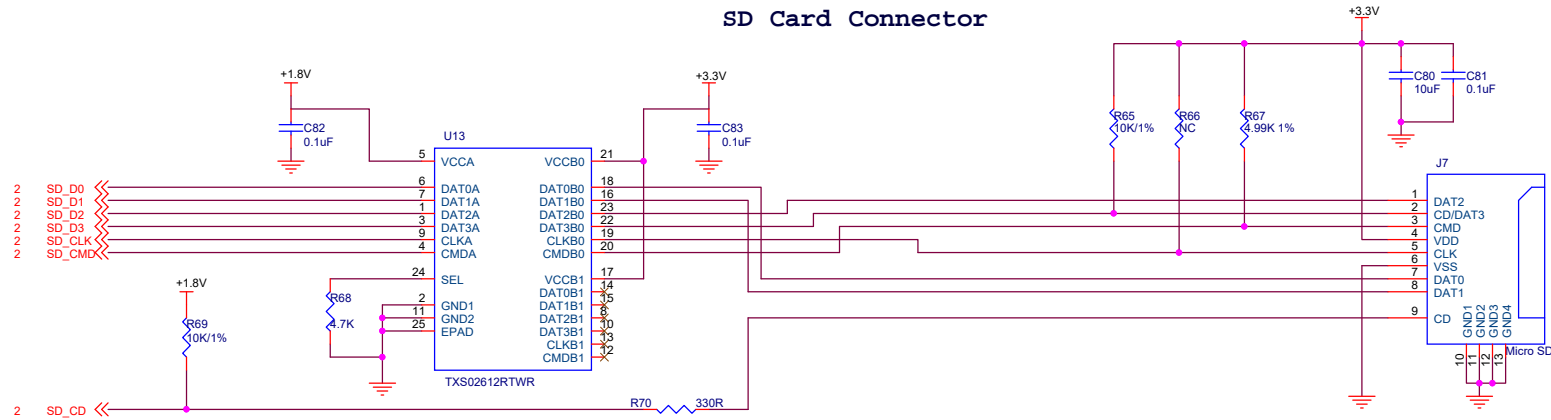 SD Card Connector
+3.3V
+1.8V
+3.3V
C80
10uF
C81
0.1uF
C82
0.1uF
C83
0.1uF
R65
10K/1%
R66
NC
R67
4.99K 1%
U13
J7
5 VCCA VCCB0 21
2 SD_D0 6 DAT0A DAT0B0 18
2 SD_D1 7 DAT1A DAT1B0 16
2 SD_D2 1 DAT2A DAT2B0 23
2 SD_D3 3 DAT3A DAT3B0 22
2 SD_CLK 9 CLKA CLKB0 19
2 SD_CMD 4 CMDA CMDB0 20
24 SEL VCCB1 17
DAT0B1 14
2 GND1 DAT1B1 15
11 GND2 DAT2B1 8
25 EPAD DAT3B1 10
CLKB1 13
CMDB1 12
TXS02612RTWR
1 DAT2
2 CD/DAT3
3 CMD
4 VDD
5 CLK
6 VSS
7 DAT0
8 DAT1
9 CD
GND1
GND2
GND3
GND4
10
11
12
13
Micro SD
+1.8V
R68
4.7K
R69
10K/1%
2 SD_CD
R70 330R